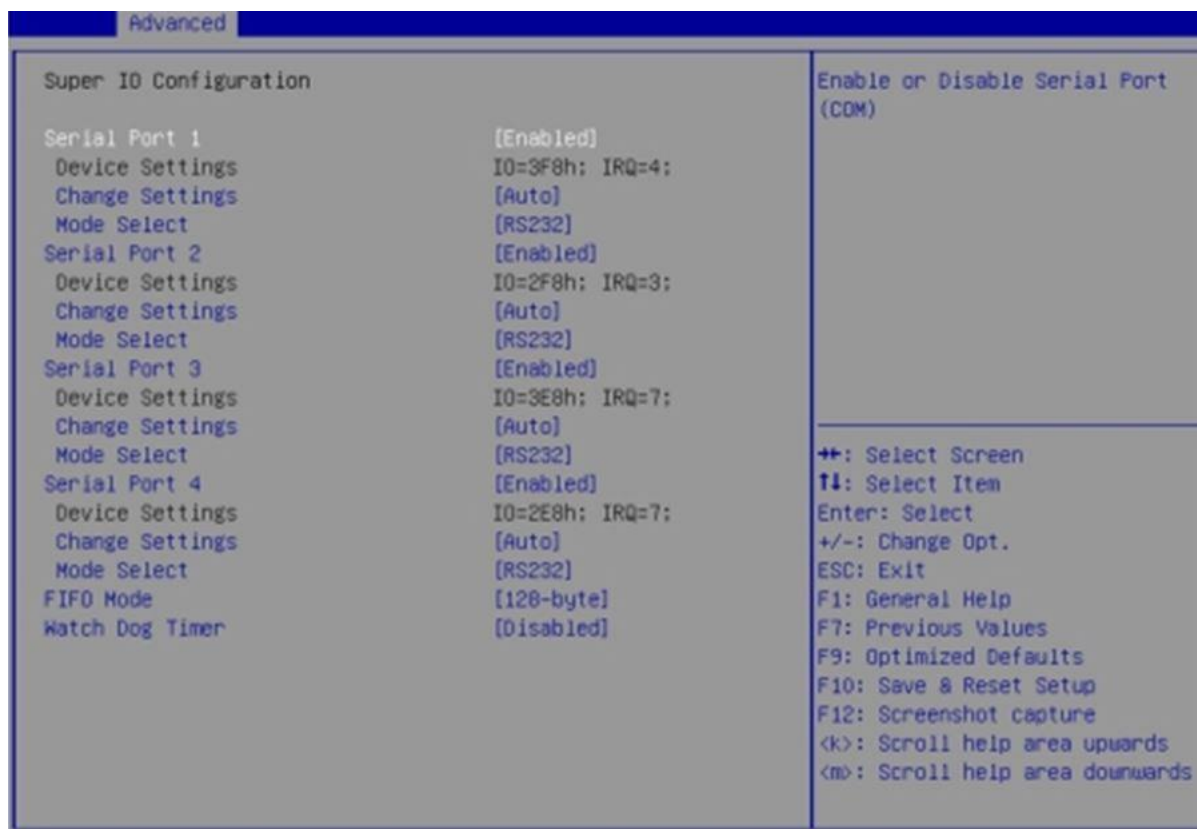 Advanced
Super IO Configuration
Serial Port 1 [Enabled]
Device Settings IO=3F8h; IRQ=4;
Change Settings [Auto]
Mode Select [RS232]
Serial Port 2 [Enabled]
Device Settings IO=2F8h; IRQ=3;
Change Settings [Auto]
Mode Select [RS232]
Serial Port 3 [Enabled]
Device Settings IO=3E8h; IRQ=7;
Change Settings [Auto]
Mode Select [RS232]
Serial Port 4 [Enabled]
Device Settings IO=2E8h; IRQ=7;
Change Settings [Auto]
Mode Select [RS232]
FIFO Mode [128-byte]
Watch Dog Timer [Disabled]
Enable or Disable Serial Port
(COM)
→←: Select Screen
↑↓: Select Item
Enter: Select
+/-: Change Opt.
ESC: Exit
F1: General Help
F7: Previous Values
F9: Optimized Defaults
F10: Save & Reset Setup
F12: Screenshot capture
<k>: Scroll help area upwards
<m>: Scroll help area downwards